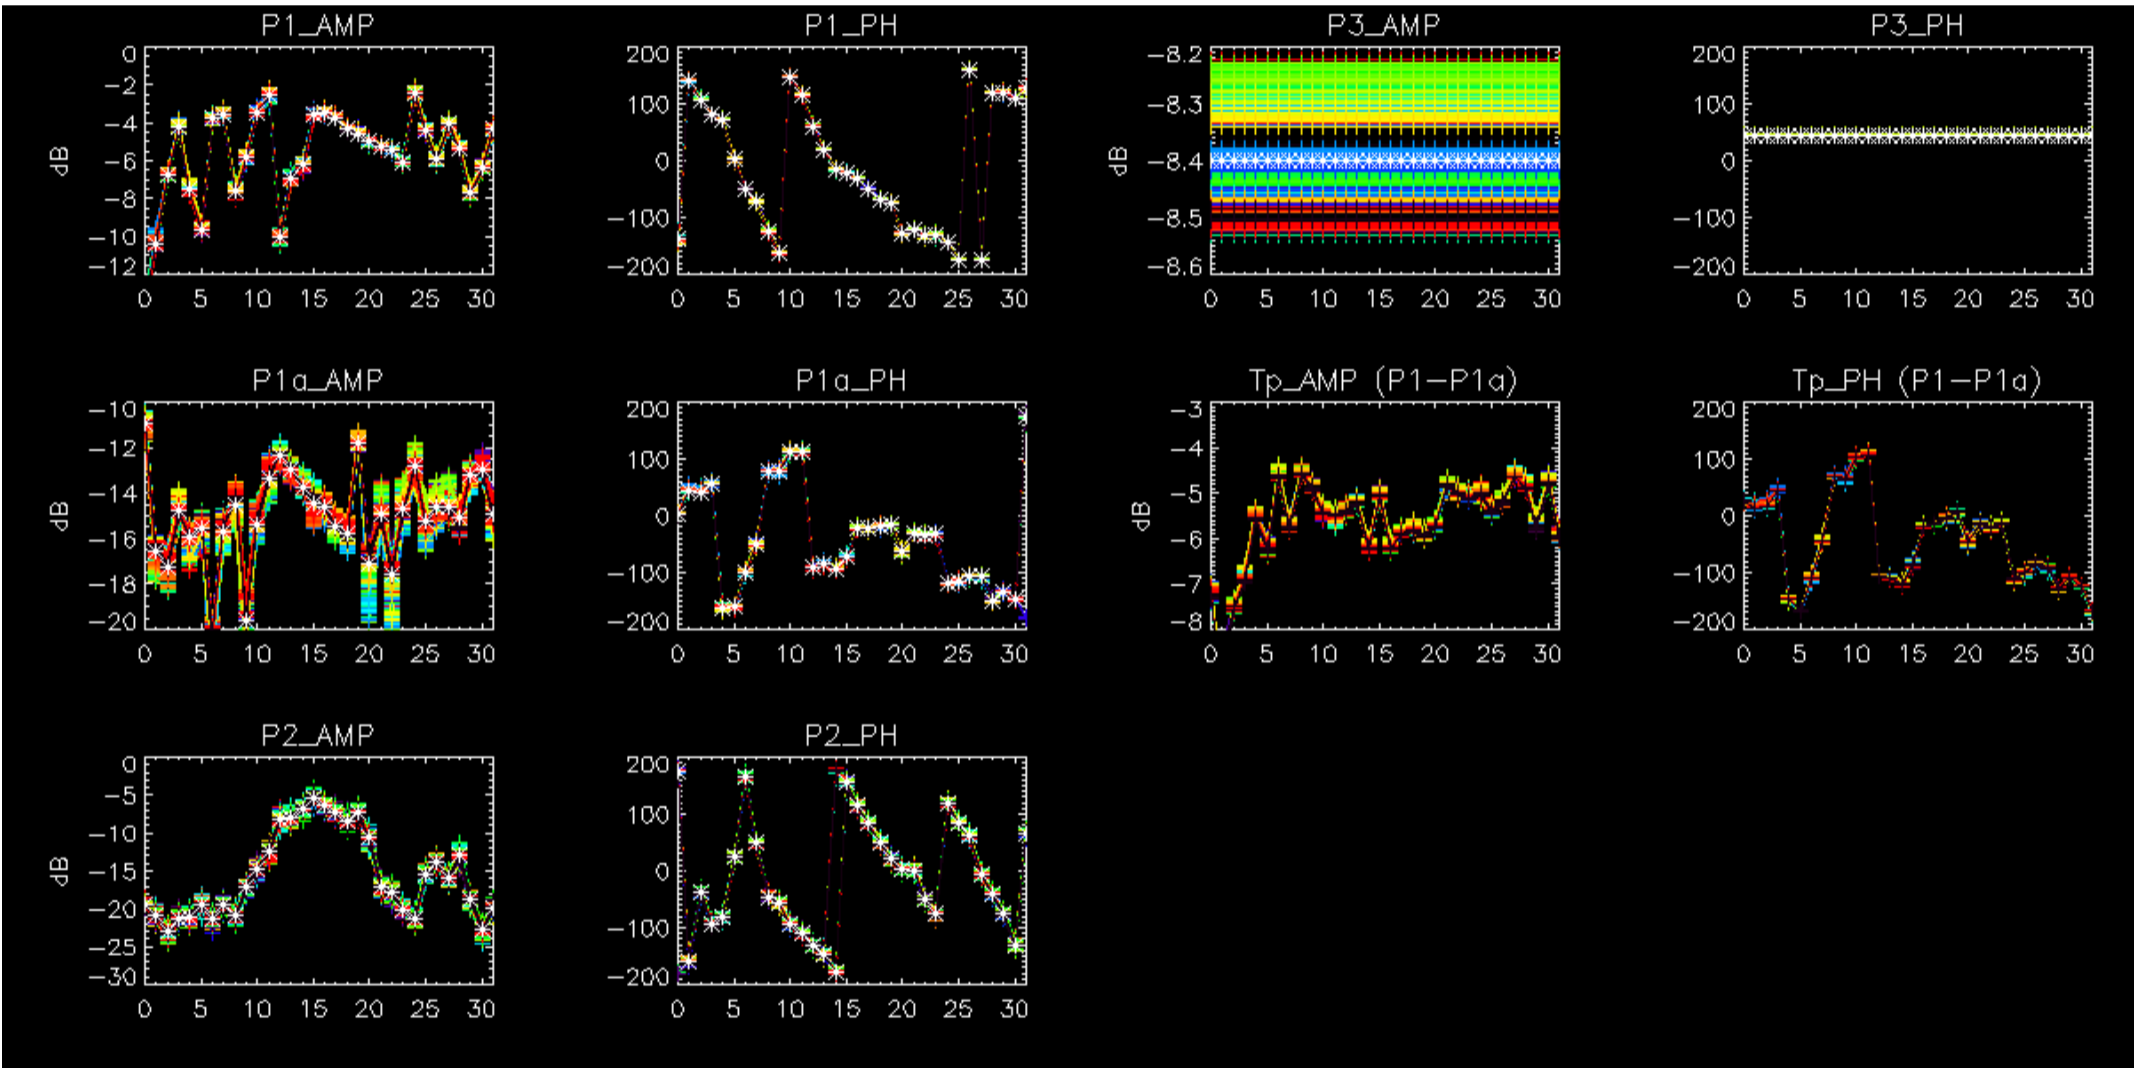 P1_AMP
P1_PH
P3_AMP
P3_PH
0
-2
-4
-6
-8
-10
-12
dB
0 5 10 15 20 25 30
200
100
0
-100
-200
0 5 10 15 20 25 30
-8.2
-8.3
-8.4
-8.5
-8.6
dB
0 5 10 15 20 25 30
200
100
0
-100
-200
0 5 10 15 20 25 30
P1a_AMP
P1a_PH
Tp_AMP (P1-P1a)
Tp_PH (P1-P1a)
-10
-12
-14
-16
-18
-20
dB
0 5 10 15 20 25 30
200
100
0
-100
-200
0 5 10 15 20 25 30
-3
-4
-5
-6
-7
-8
dB
0 5 10 15 20 25 30
200
100
0
-100
-200
0 5 10 15 20 25 30
P2_AMP
P2_PH
0
-5
-10
-15
-20
-25
-30
dB
0 5 10 15 20 25 30
200
100
0
-100
-200
0 5 10 15 20 25 30